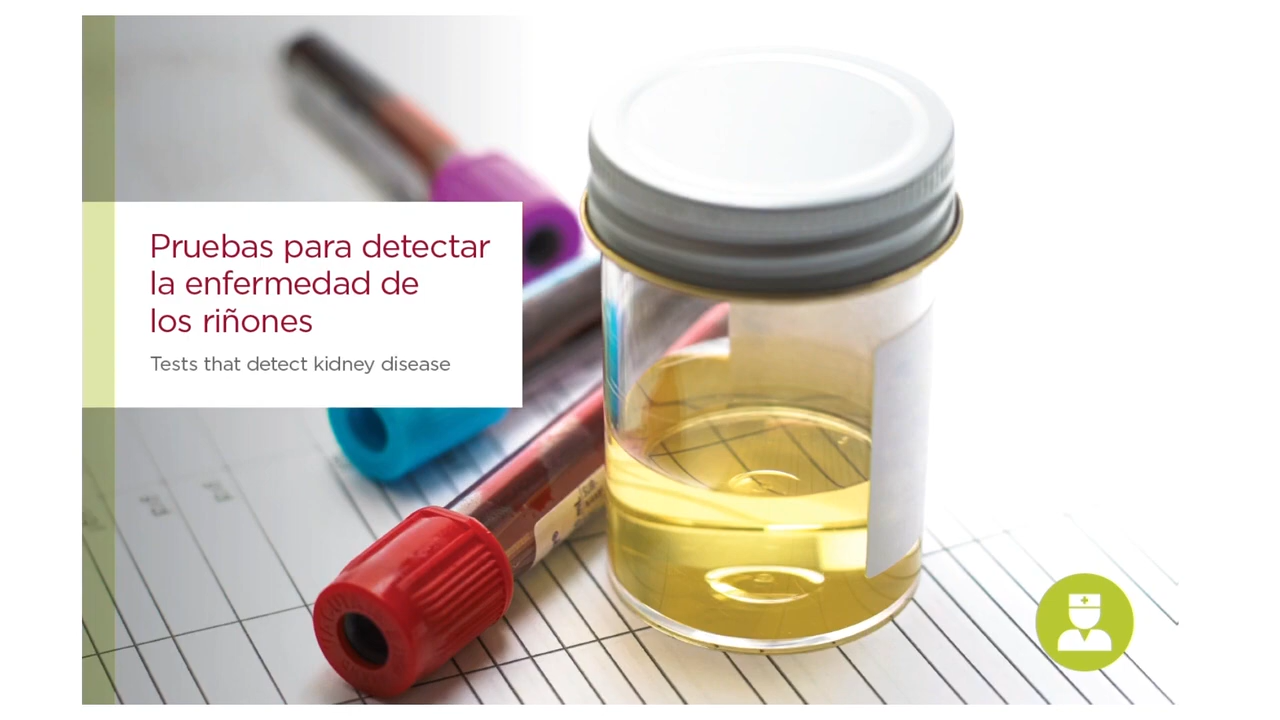 Pruebas para detectar
la enfermedad de
los riñones
Tests that detect kidney disease